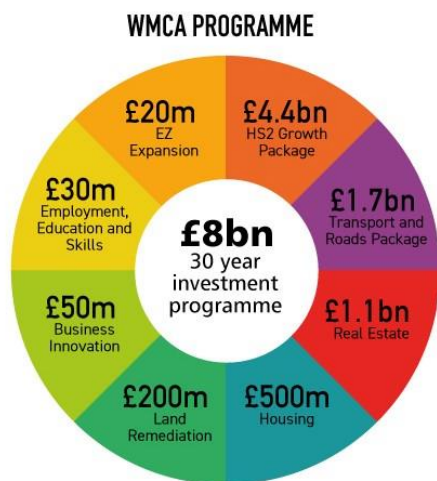 WMCA PROGRAMME
£20m
EZ
Expansion
£4.4bn
HS2 Growth
Package
£30m
Employment,
Education and
Skills
£1.7bn
Transport and
Roads Package
£8bn
30 year
investment
programme
£50m
Business
Innovation
£1.1bn
Real Estate
£200m
Land
Remediation
£500m
Housing